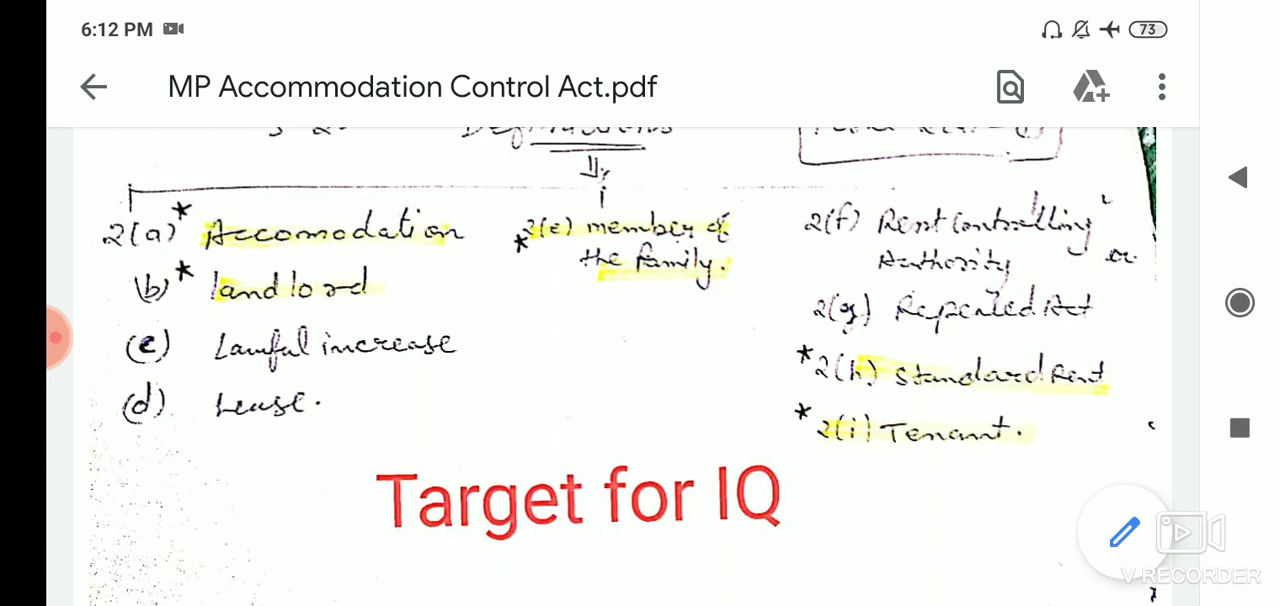 6:12 PM
73
MP Accommodation Control Act.pdf
2(a)* Accomodation
(b)* landlord
(c) Lawful increase
(d) Lease.
*2(e) member of
the family.
2(f) Rent Controlling
Authority
or
2(g) Repealed Act
*2(h) Standard Rent
*2(i) Tenant.
Target for IQ
V RECORDER